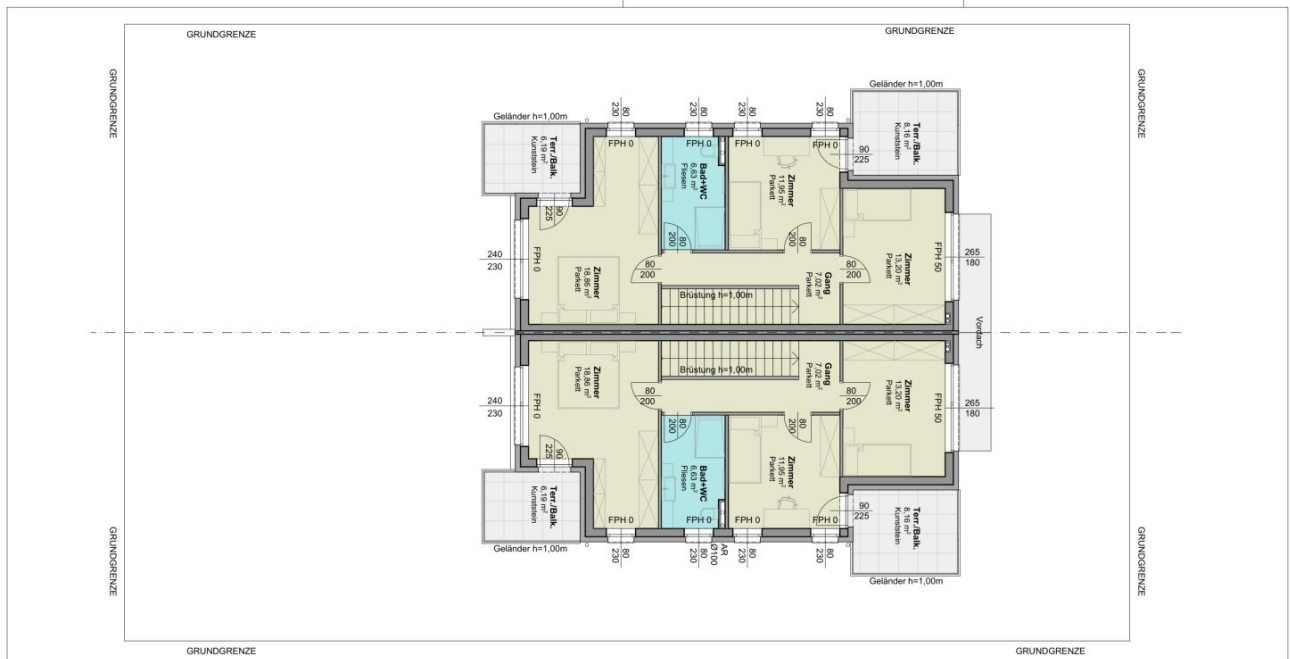 GRUNDGRENZE
GRUNDGRENZE
GRUNDGRENZE
GRUNDGRENZE
Geländer h=1,00m
Geländer h=1,00m
80
230
80
230
80
230
80
230
Terr./Balk.
6,19 m²
Kunststein
Terr./Balk.
8,16 m²
Kunststein
FPH 0
FPH 0
FPH 0
FPH 0
Bad+WC
6,63 m²
Fliesen
Zimmer
11,95 m²
Parkett
90
225
90
225
80
200
80
200
240
230
FPH 0
Zimmer
18,86 m²
Parkett
80
200
Gang
7,02 m²
Parkett
80
200
Zimmer
13,20 m²
Parkett
FPH 50
265
180
Brüstung h=1,00m
Vordach
Brüstung h=1,00m
Zimmer
18,86 m²
Parkett
Gang
7,02 m²
Parkett
Zimmer
13,20 m²
Parkett
80
200
80
200
240
230
FPH 0
FPH 50
265
180
80
200
80
200
90
225
Bad+WC
6,63 m²
Fliesen
Zimmer
11,95 m²
Parkett
90
225
Terr./Balk.
6,19 m²
Kunststein
Terr./Balk.
8,16 m²
Kunststein
FPH 0
FPH 0
FPH 0
FPH 0
Geländer h=1,00m
80
230
80
230
AR
Ø100
80
230
80
230
Geländer h=1,00m
GRUNDGRENZE
GRUNDGRENZE
GRUNDGRENZE
GRUNDGRENZE